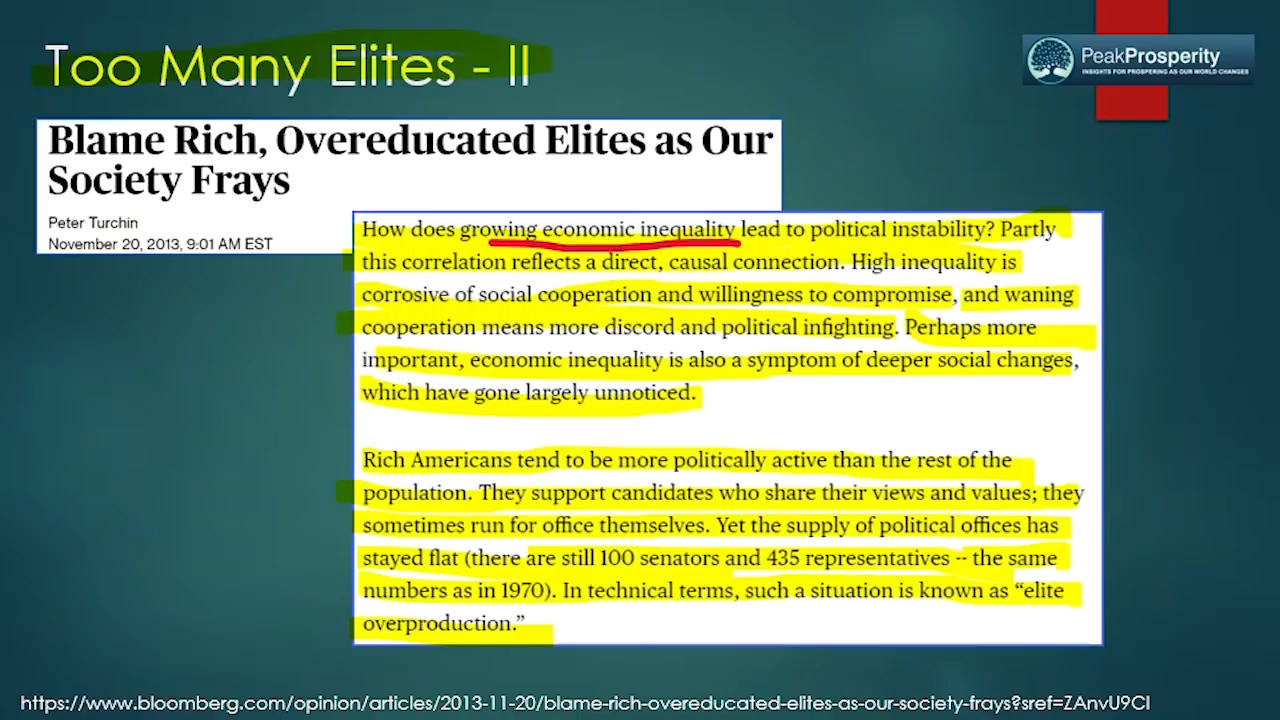 Too Many Elites - II
PeakProsperity
INSIGHTS FOR PROSPERING AS OUR WORLD CHANGES
Blame Rich, Overeducated Elites as Our
Society Frays
Peter Turchin
November 20, 2013, 9:01 AM EST
How does growing economic inequality lead to political instability? Partly
this correlation reflects a direct, causal connection. High inequality is
corrosive of social cooperation and willingness to compromise, and waning
cooperation means more discord and political infighting. Perhaps more
important, economic inequality is also a symptom of deeper social changes,
which have gone largely unnoticed.
Rich Americans tend to be more politically active than the rest of the
population. They support candidates who share their views and values; they
sometimes run for office themselves. Yet the supply of political offices has
stayed flat (there are still 100 senators and 435 representatives -- the same
numbers as in 1970). In technical terms, such a situation is known as “elite
overproduction.”
https://www.bloomberg.com/opinion/articles/2013-11-20/blame-rich-overeducated-elites-as-our-society-frays?sref=ZAnvU9CI